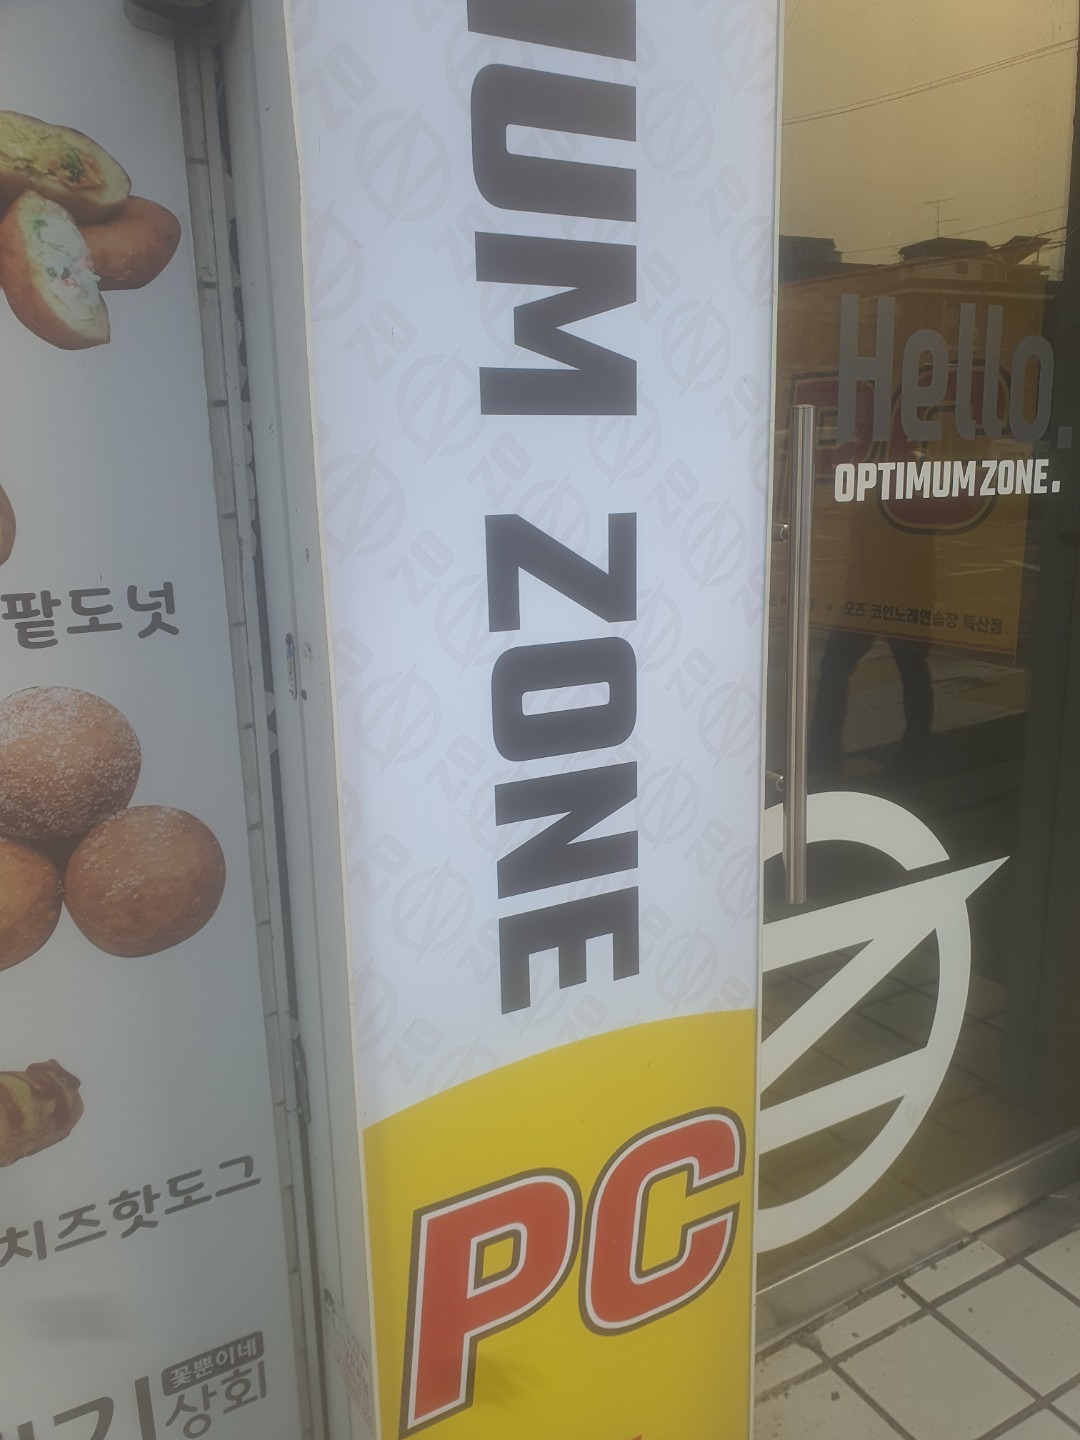 팥도넛
치즈핫도그
꽃뿐이네
상회
UM ZONE
PC
Hello.
OPTIMUM ZONE.
오즈 코인노래연습장 독산점